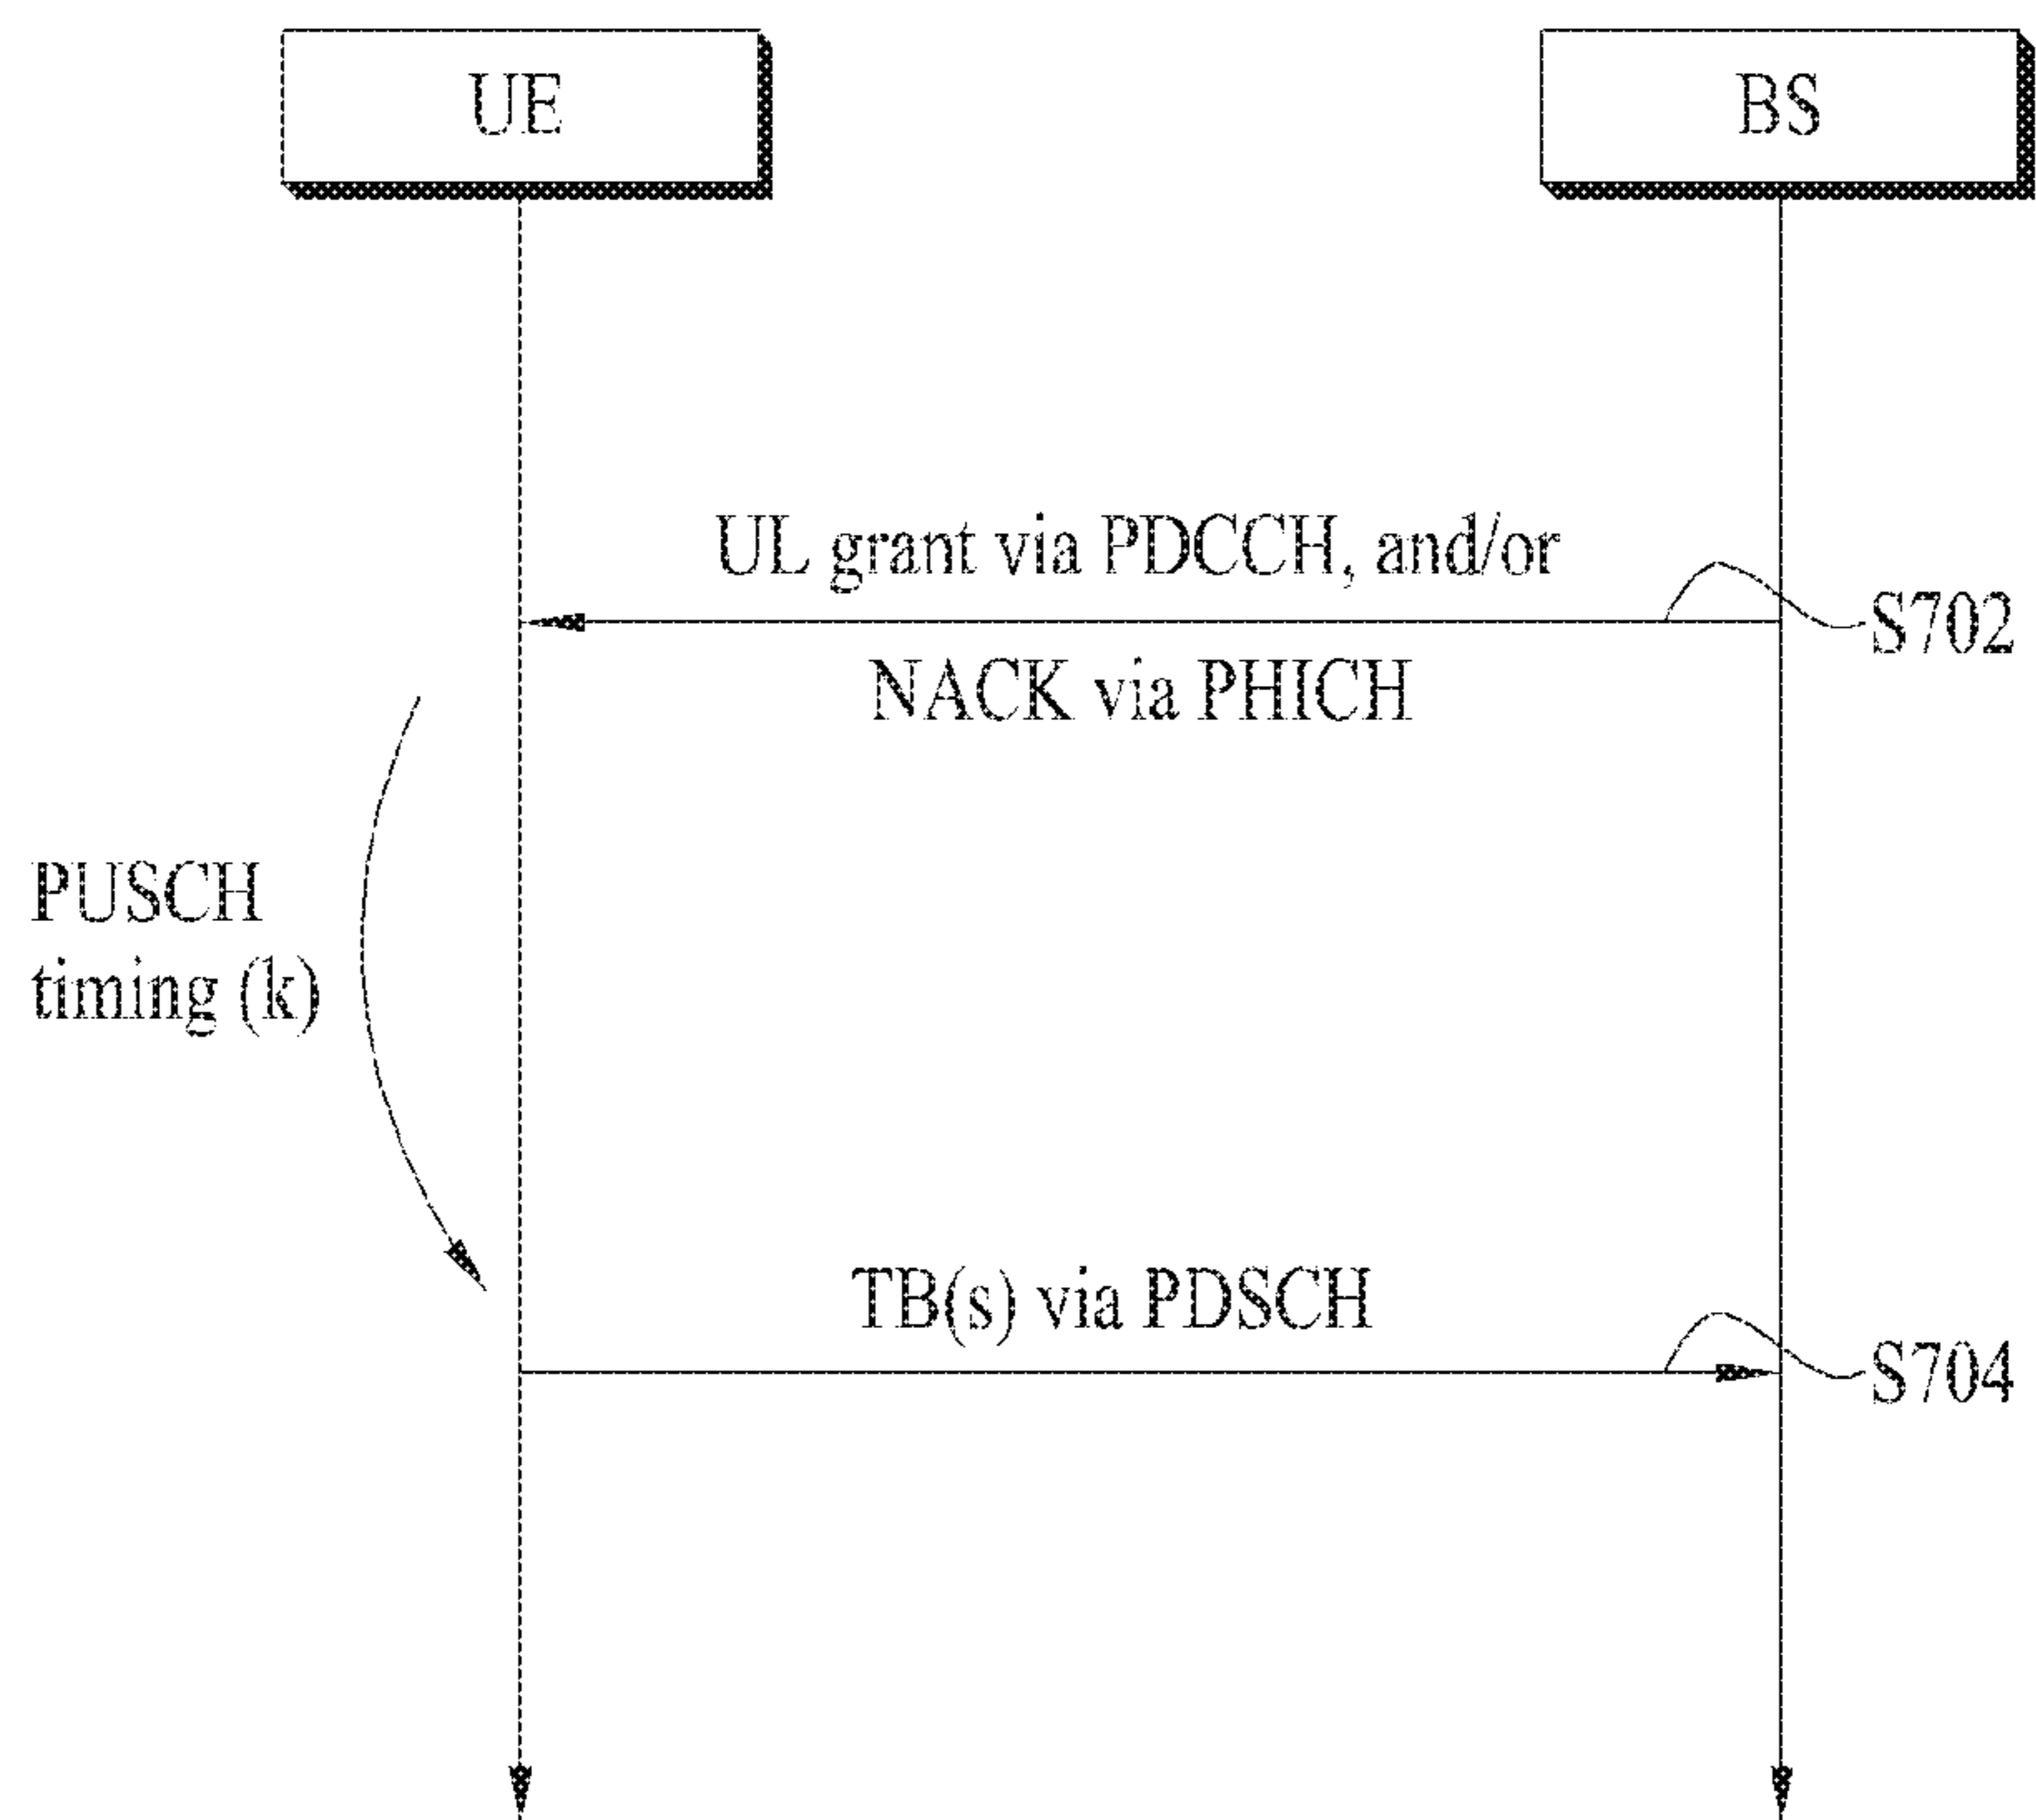 UE
BS
UL grant via PDCCH, and/or
S702
NACK via PHICH
PUSCH
timing (k)
TB(s) via PDSCH
S704